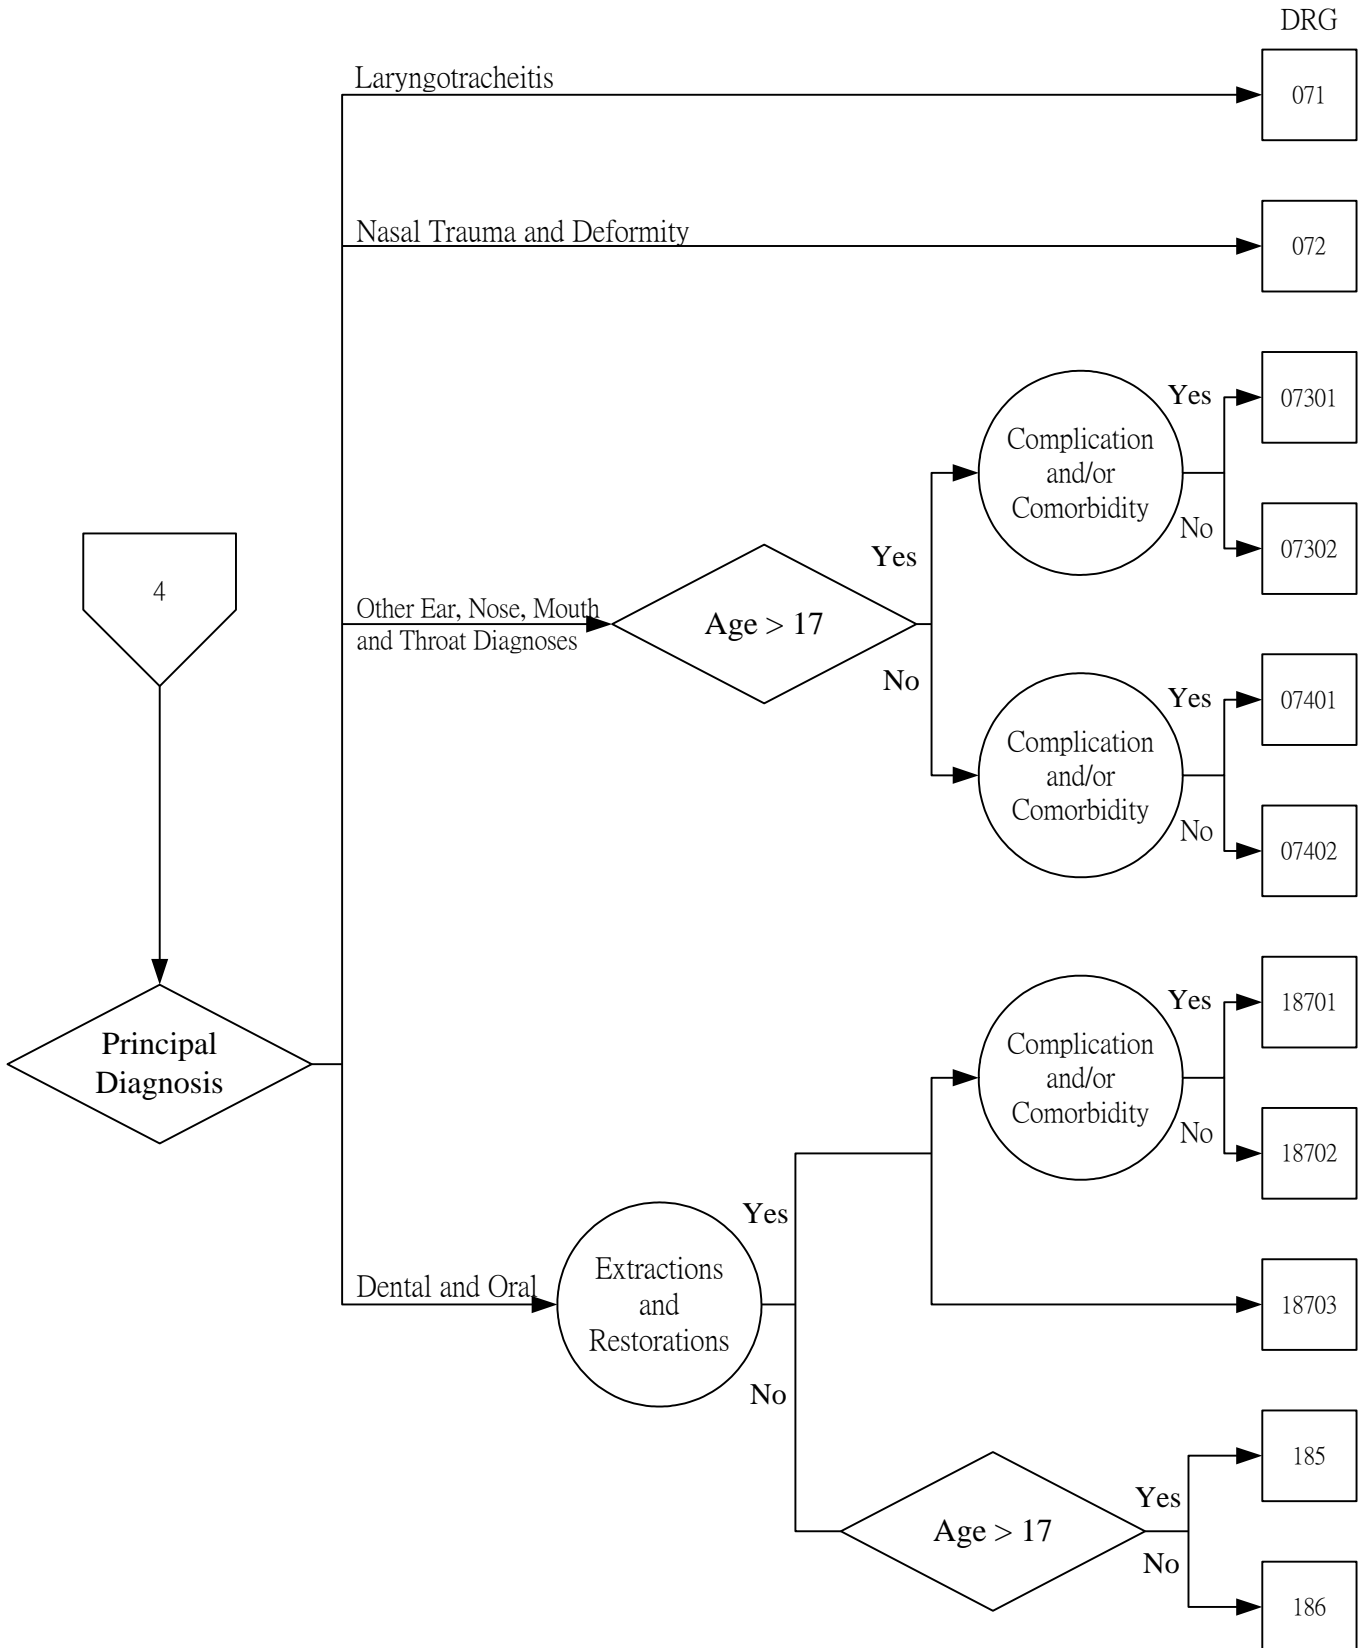 DRG
Laryngotracheitis
071
Nasal Trauma and Deformity
072
Yes
07301
Complication
and/or
Comorbidity
No
07302
Yes
4
Other Ear, Nose, Mouth
and Throat Diagnoses
Age > 17
No
Yes
07401
Complication
and/or
Comorbidity
No
07402
Yes
18701
Principal
Diagnosis
Complication
and/or
Comorbidity
No
18702
Yes
Dental and Oral
Extractions
and
Restorations
18703
No
185
Yes
Age > 17
No
186